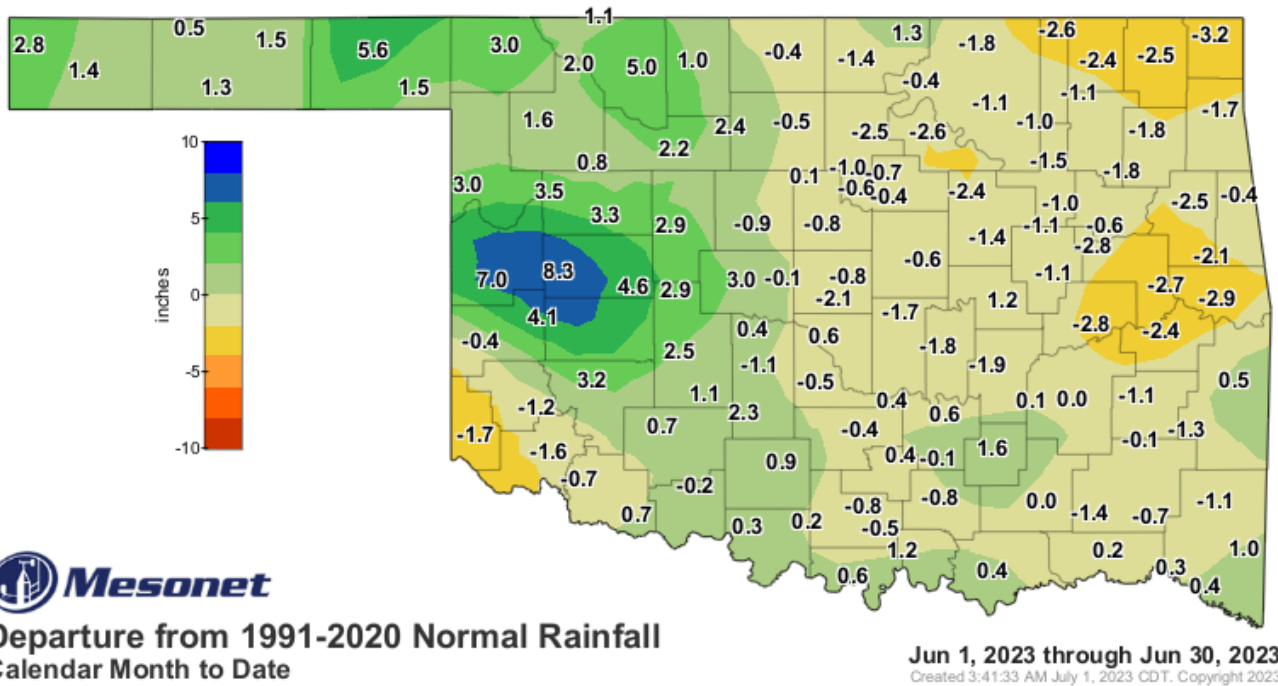 1.1
2.8 0.5 1.5 5.6 3.0 -0.4 -1.4 1.3 -1.8 -2.6 -2.4 -2.5 -3.2
1.4 1.3 1.5 2.0 5.0 1.0 -0.4 -1.1 -1.1 -1.7
1.6 2.2 2.4 -0.5 -2.5 -2.6 -1.0 -1.8
0.8 0.1 -1.0 -0.7 -1.5 -1.8
3.0 3.5 -0.6 -0.4 -2.4 -1.0 -2.5 -0.4
3.3 2.9 -0.9 -0.8 -1.4 -1.1 -0.6 -2.8 -2.1
7.0 8.3 4.6 2.9 3.0 -0.1 -0.8 -0.6 -1.1 -2.7 -2.9
4.1 -2.1 -1.7 1.2 -2.8 -2.4
-0.4 2.5 0.4 0.6 -1.8 -1.9
3.2 1.1 -1.1 -0.5 0.4 0.1 0.0 -1.1 0.5
-1.2 0.7 2.3 -0.4 0.6 -0.1 -1.3
-1.7 -1.6 0.9 0.4 -0.1 1.6
-0.7 -0.2 -0.8 -0.8 0.0 -1.4 -0.7 -1.1
0.7 0.3 0.2 -0.5
1.2 0.2 1.0
0.6 0.4 0.3 0.4
10
5
0
-5
-10
inches
Mesonet
Departure from 1991-2020 Normal Rainfall
Calendar Month to Date
Jun 1, 2023 through Jun 30, 2023
Created 3:41:33 AM July 1, 2023 CDT. Copyright 2023